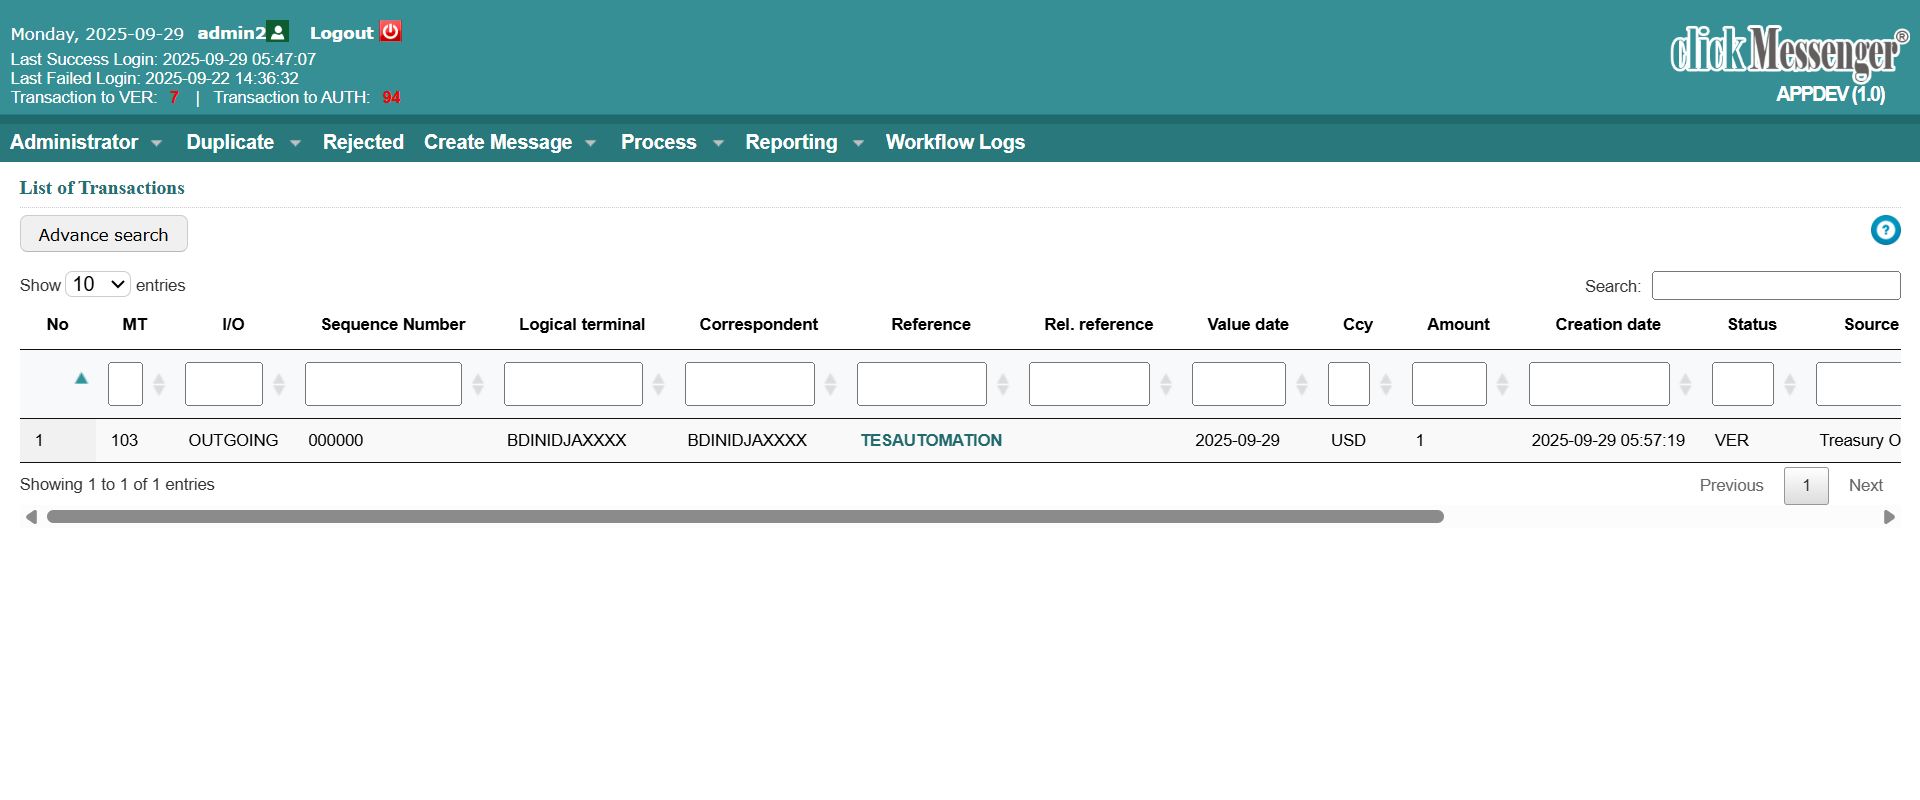 Monday, 2025-09-29 admin2 Logout
Last Success Login: 2025-09-29 05:47:07
Last Failed Login: 2025-09-22 14:36:32
Transaction to VER: 7 | Transaction to AUTH: 94
clickMessenger®
APPDEV (1.0)
Administrator Duplicate Rejected Create Message Process Reporting Workflow Logs
List of Transactions
Advance search
?
Show 10 entries Search:
No MT I/O Sequence Number Logical terminal Correspondent Reference Rel. reference Value date Ccy Amount Creation date Status Source
1 103 OUTGOING 000000 BDINIDJAXXXX BDINIDJAXXXX TESAUTOMATION 2025-09-29 USD 1 2025-09-29 05:57:19 VER Treasury O
Showing 1 to 1 of 1 entries Previous 1 Next